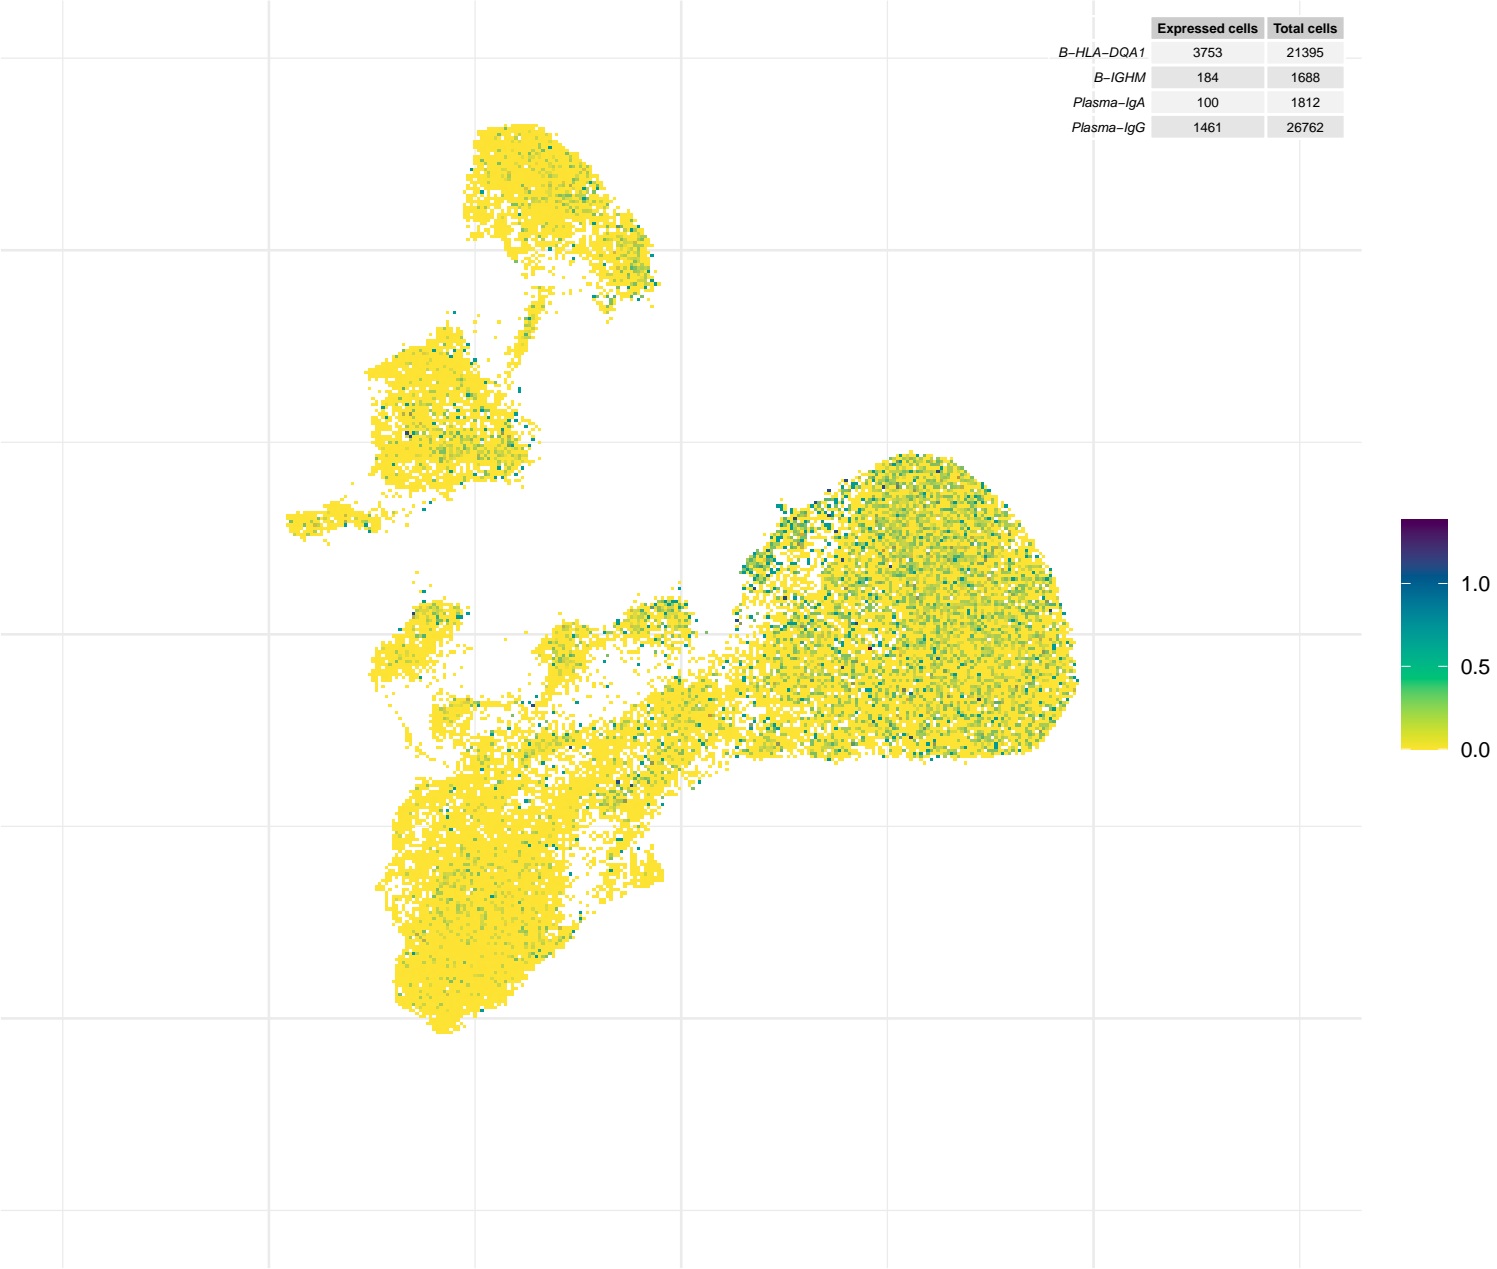 Expressed cells Total cells
B−HLA−DQA1 3753 21395
B−IGHM 184 1688
Plasma−IgA 100 1812
Plasma−IgG 1461 26762
1.0
0.5
0.0